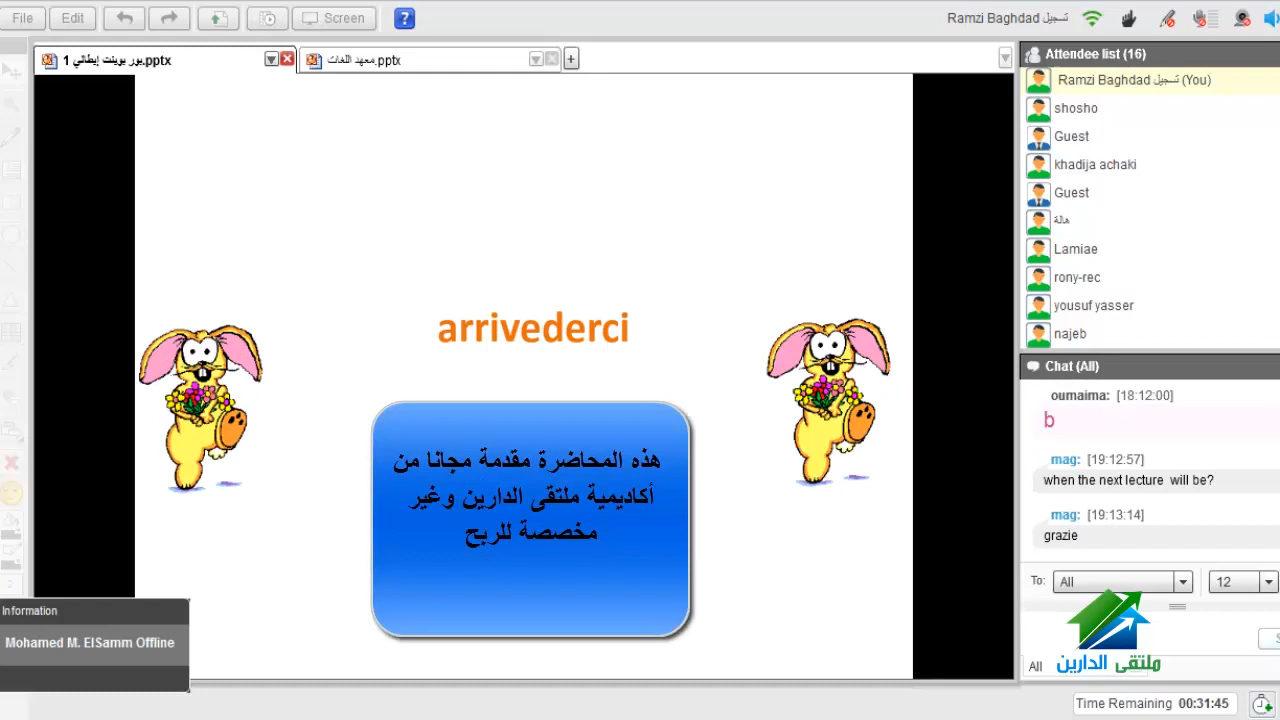 File
Edit
Screen
?
Ramzi Baghdad تسجيل
بور بوينت إيطالي 1.pptx
معهد اللغات.pptx
+
arrivederci
هذه المحاضرة مقدمة مجانا من
أكاديمية ملتقى الدارين وغير
مخصصة للربح
Information
Mohamed M. ElSamm Offline
Attendee list (16)
Ramzi Baghdad تسجيل (You)
shosho
Guest
khadija achaki
Guest
هالة
Lamiae
rony-rec
yousuf yasser
najeb
Chat (All)
oumaima: [18:12:00]
b
mag: [19:12:57]
when the next lecture will be?
mag: [19:13:14]
grazie
To: All 12
All
ملتقى الدارين
Time Remaining 00:31:45